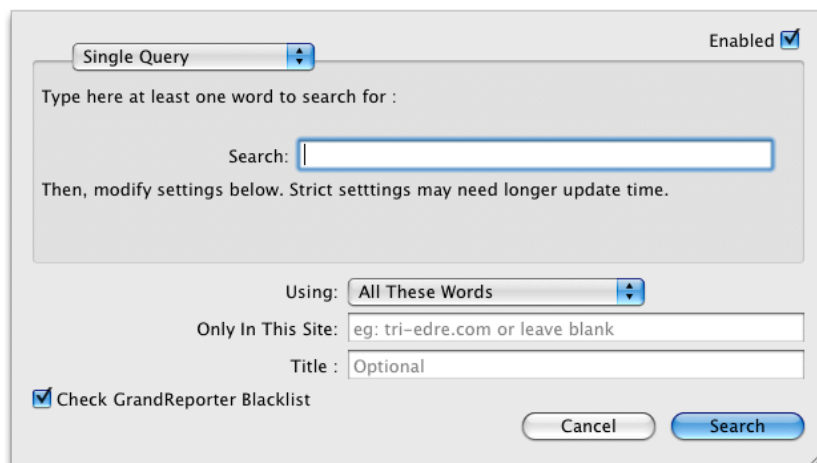 Enabled
Single Query
Type here at least one word to search for :
Search:
Then, modify settings below. Strict setttings may need longer update time.
Using: All These Words
Only In This Site: eg: tri-edre.com or leave blank
Title : Optional
Check GrandReporter Blacklist
Cancel Search